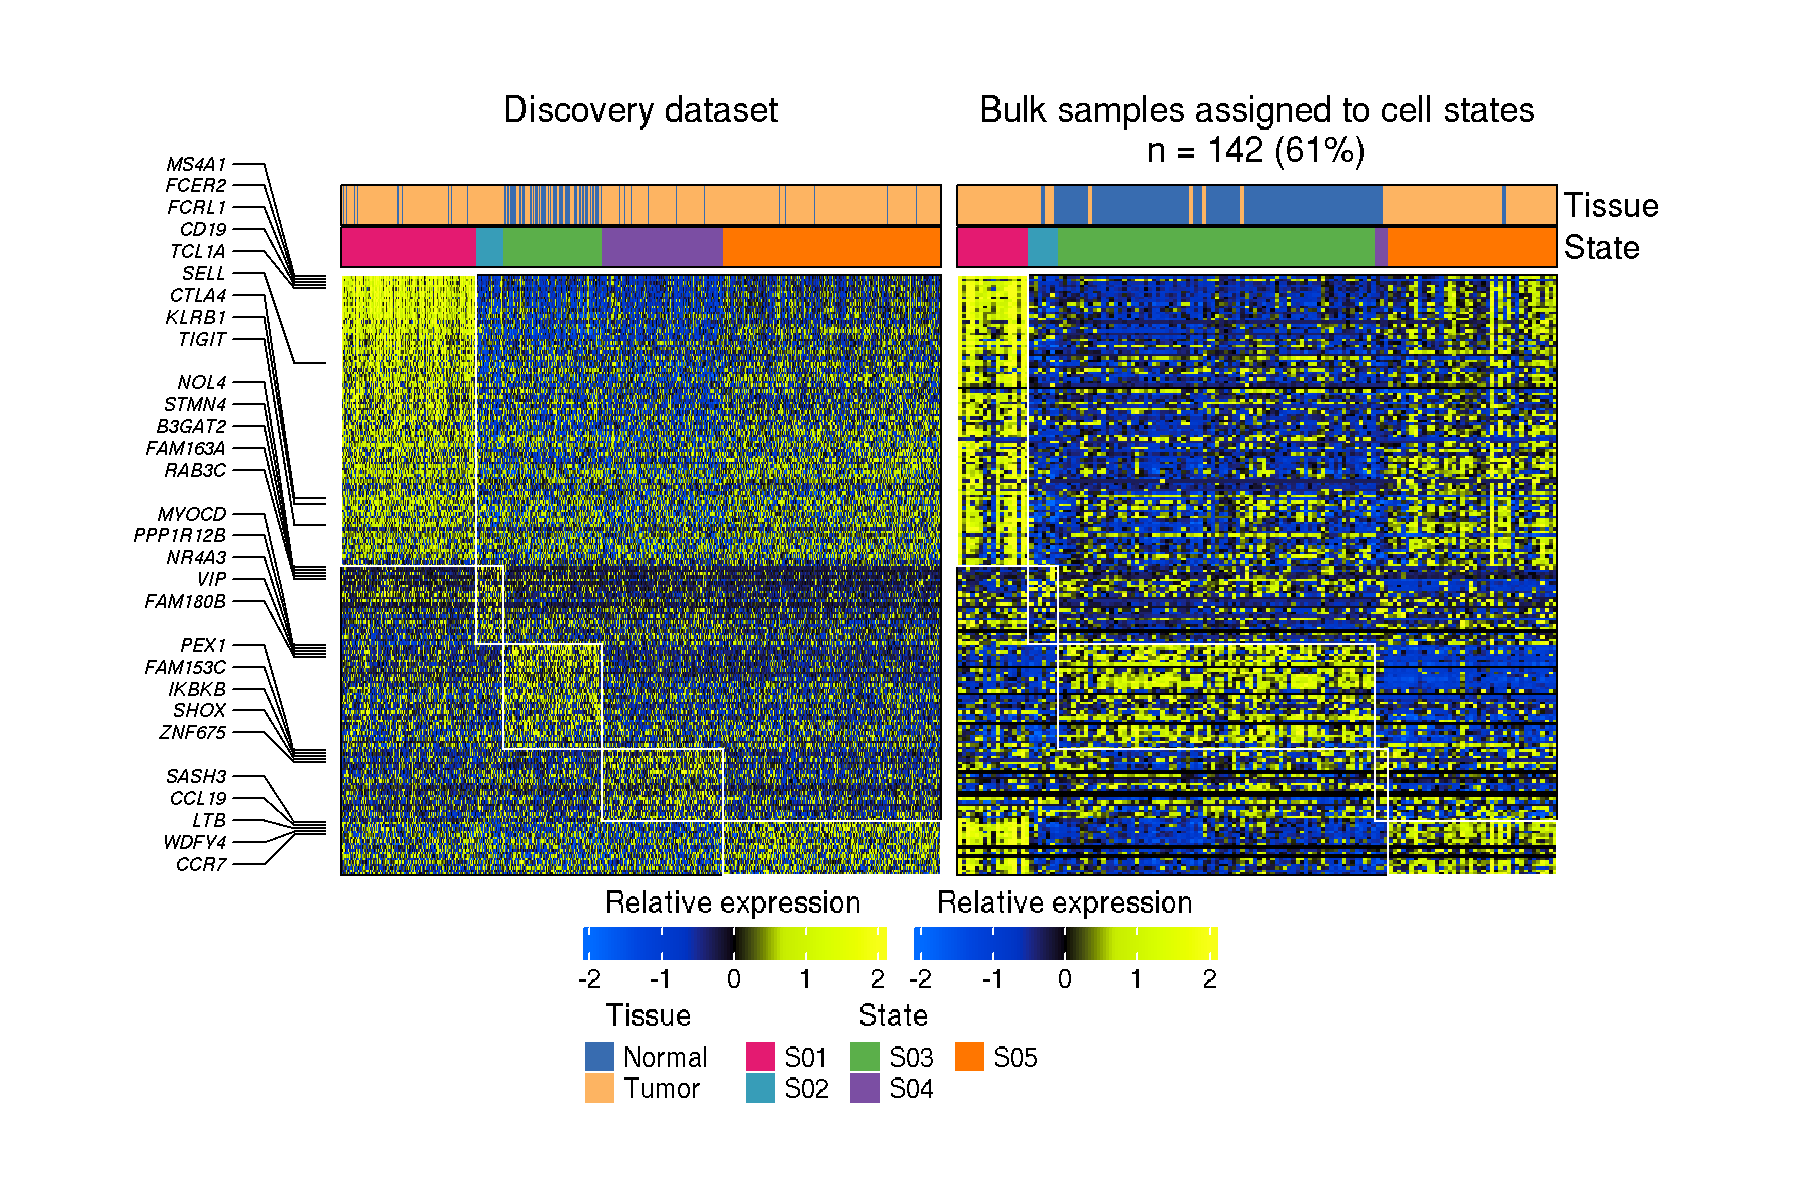 Discovery dataset
Bulk samples assigned to cell states
n = 142 (61%)
Tissue
State
MS4A1
FCER2
FCRL1
CD19
TCL1A
SELL
CTLA4
KLRB1
TIGIT
NOL4
STMN4
B3GAT2
FAM163A
RAB3C
MYOCD
PPP1R12B
NR4A3
VIP
FAM180B
PEX1
FAM153C
IKBKB
SHOX
ZNF675
SASH3
CCL19
LTB
WDFY4
CCR7
Relative expression Relative expression
-2 -1 0 1 2 -2 -1 0 1 2
Tissue State
Normal S01 S03 S05
Tumor S02 S04